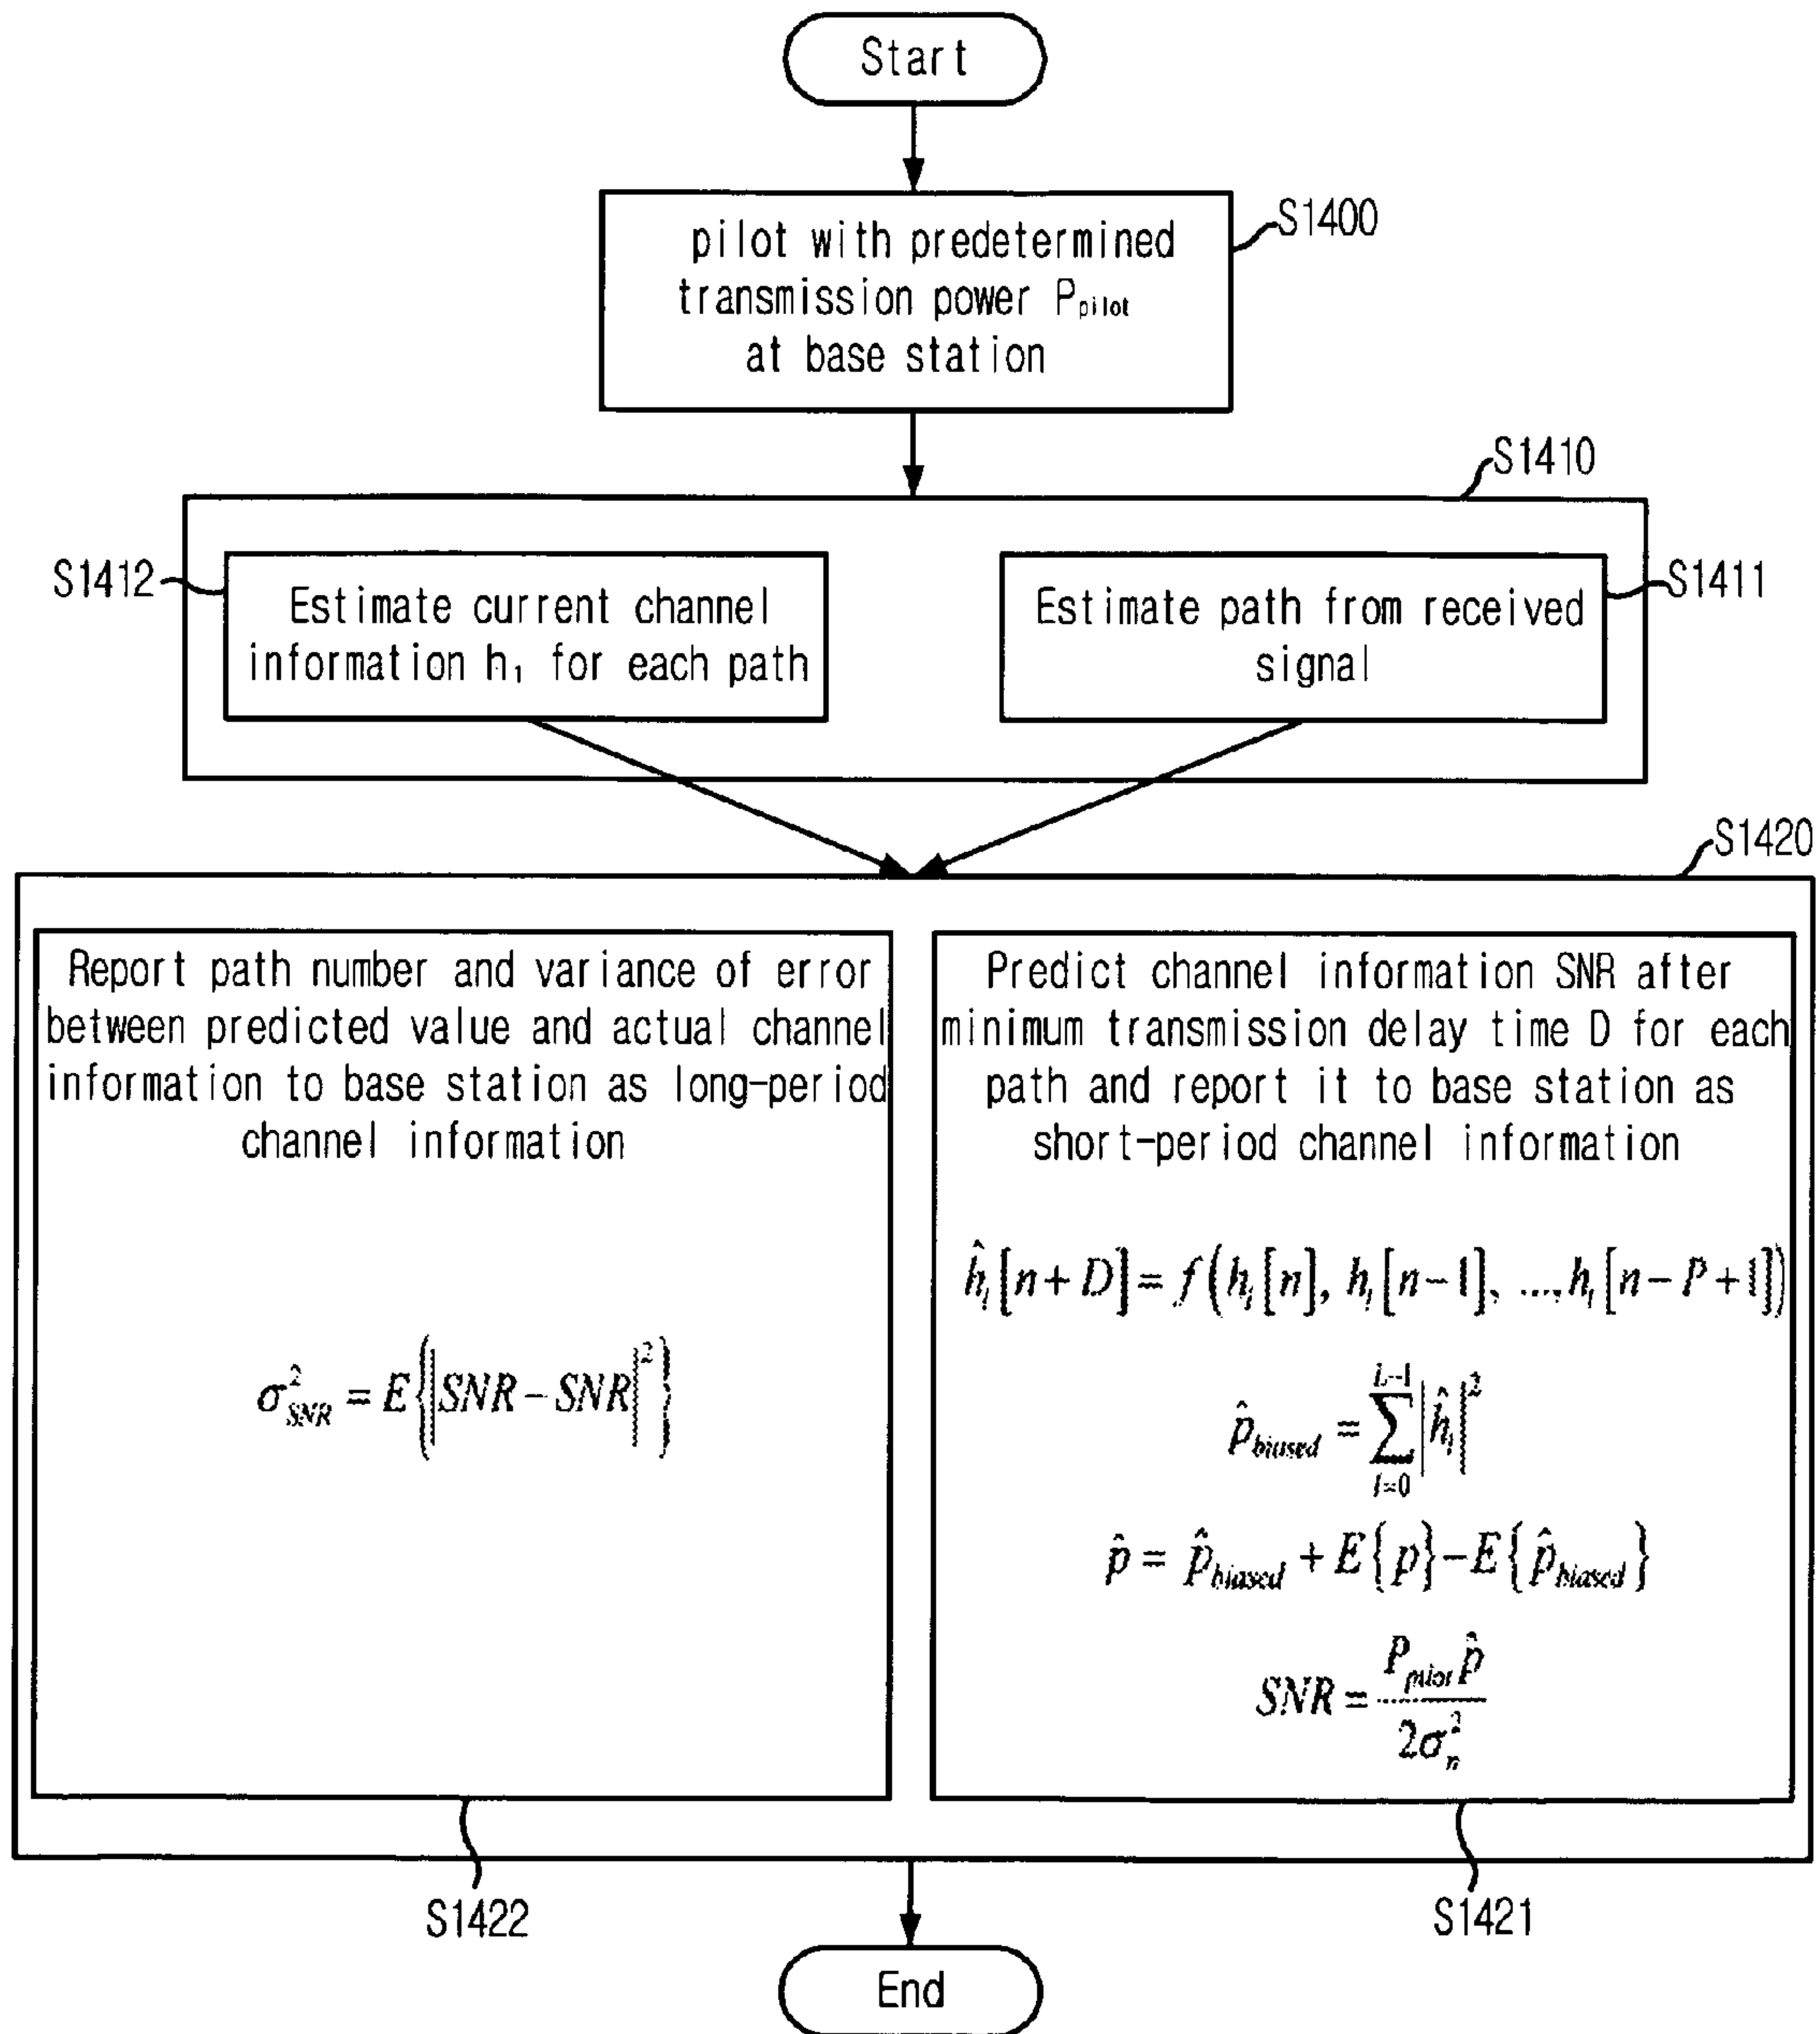 Start
pilot with predetermined
transmission power P_pilot
at base station
S1400
S1410
S1412
Estimate current channel
information h₁ for each path
Estimate path from received
signal
S1411
S1420
Report path number and variance of error
between predicted value and actual channel
information to base station as long-period
channel information
σ²_SNR = E{|SNR − SNR|²}
Predict channel information SNR after
minimum transmission delay time D for each
path and report it to base station as
short-period channel information
ĥ_l[n+D] = f(h_l[n], h_l[n−1], ..., h_l[n−P+1])
p̂_biased = ∑_{l=0}^{L−1} |ĥ_l|²
p̂ = p̂_biased + E{p} − E{p̂_biased}
SNR = P_pilot p̂ / 2σ_n²
S1422
S1421
End